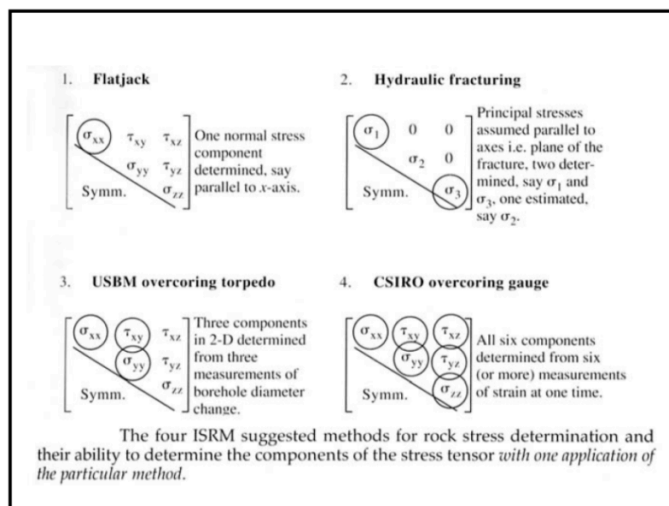 1. Flatjack
σxx τxy τxz
σyy τyz
Symm. σzz
One normal stress
component
determined, say
parallel to x-axis.
2. Hydraulic fracturing
σ1 0 0
σ2 0
Symm. σ3
Principal stresses
assumed parallel to
axes i.e. plane of the
fracture, two deter-
mined, say σ1 and
σ3, one estimated,
say σ2.
3. USBM overcoring torpedo
σxx τxy τxz
σyy τyz
Symm. σzz
Three components
in 2-D determined
from three
measurements of
borehole diameter
change.
4. CSIRO overcoring gauge
σxx τxy τxz
σyy τyz
Symm. σzz
All six components
determined from six
(or more) measurements
of strain at one time.
The four ISRM suggested methods for rock stress determination and
their ability to determine the components of the stress tensor with one application of
the particular method.